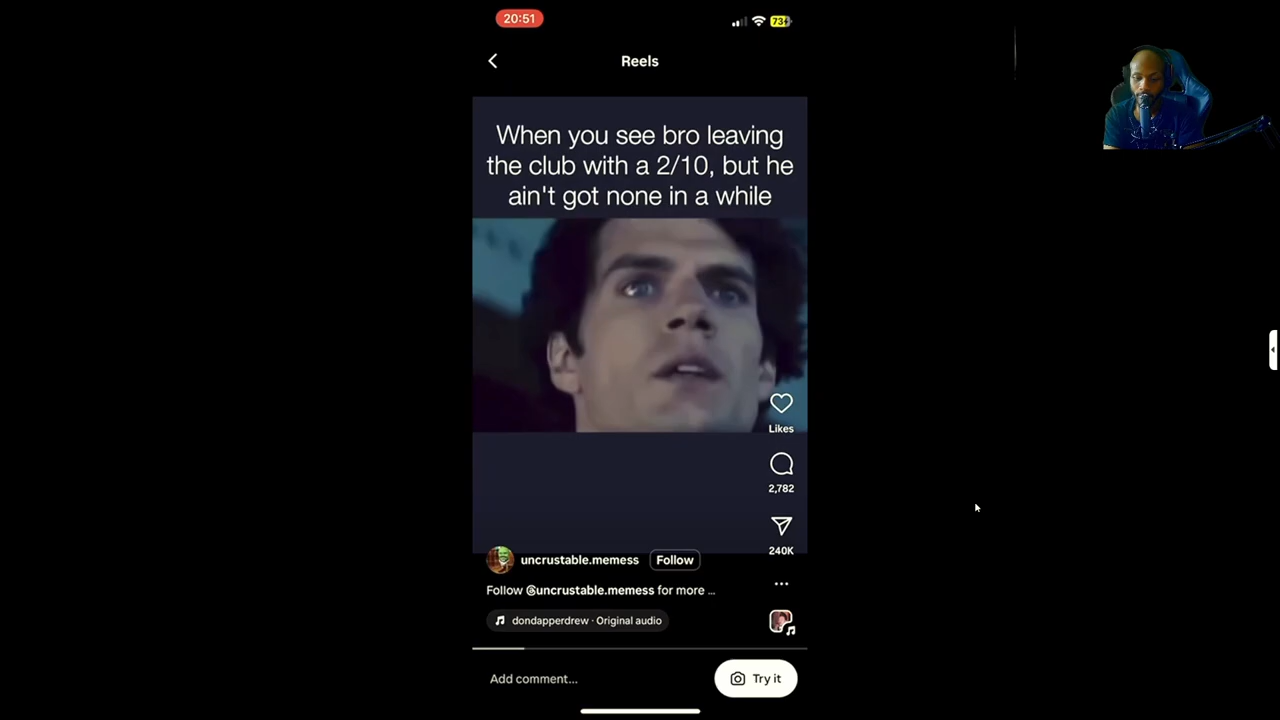 20:51
73
Reels
When you see bro leaving
the club with a 2/10, but he
ain't got none in a while
Likes
2,782
240K
uncrustable.memess
Follow
Follow @uncrustable.memess for more ...
dondapperdrew · Original audio
Add comment...
Try it